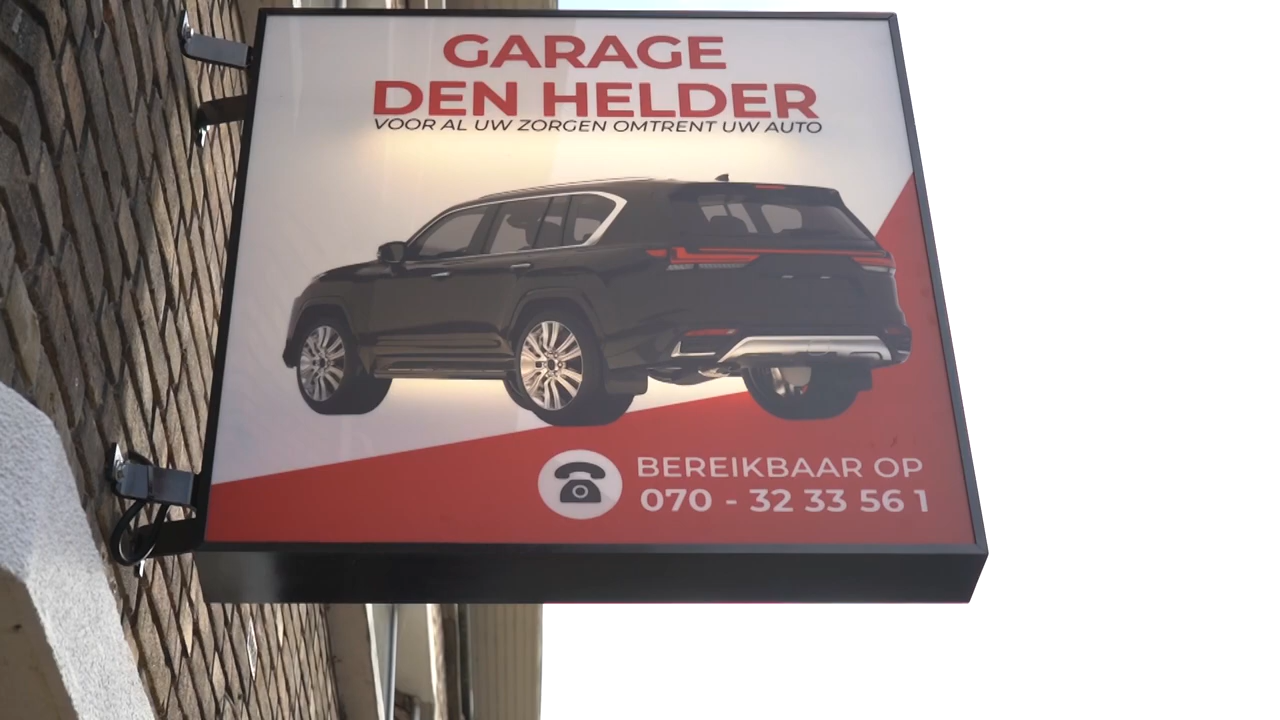 GARAGE
DEN HELDER
VOOR AL UW ZORGEN OMTRENT UW AUTO
BEREIKBAAR OP
070 - 32 33 56 1